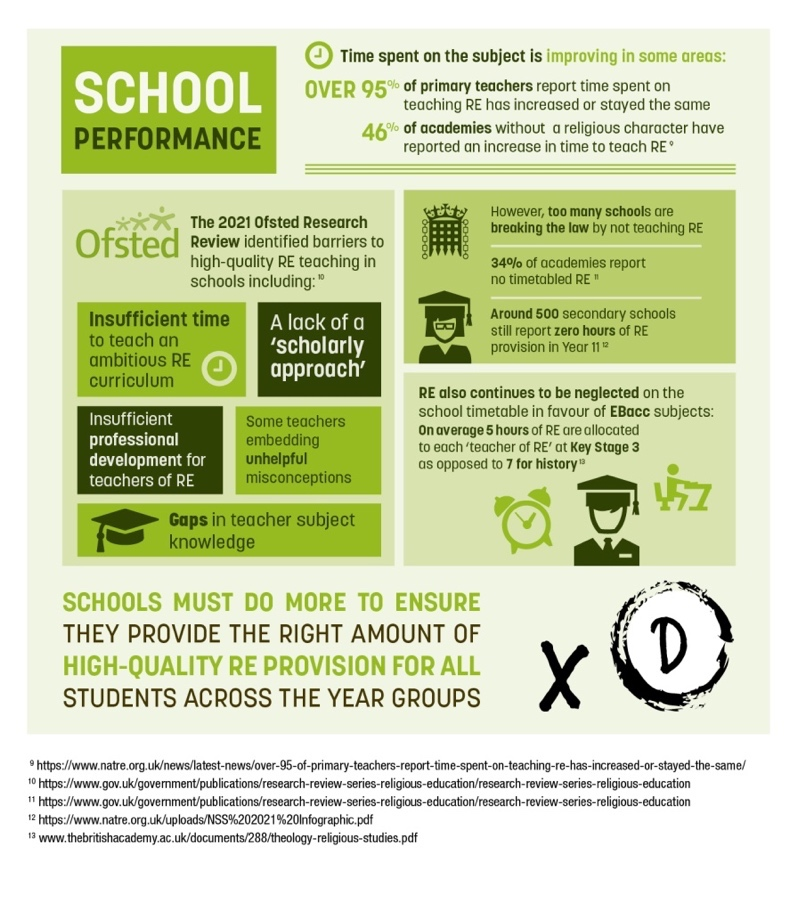 SCHOOL
PERFORMANCE
Time spent on the subject is improving in some areas:
OVER 95% of primary teachers report time spent on
teaching RE has increased or stayed the same
46% of academies without a religious character have
reported an increase in time to teach RE 9
Ofsted
The 2021 Ofsted Research
Review identified barriers to
high-quality RE teaching in
schools including: 10
Insufficient time
to teach an
ambitious RE
curriculum
A lack of a
‘scholarly
approach’
Insufficient
professional
development for
teachers of RE
Some teachers
embedding
unhelpful
misconceptions
Gaps in teacher subject
knowledge
However, too many schools are
breaking the law by not teaching RE
34% of academies report
no timetabled RE 11
Around 500 secondary schools
still report zero hours of RE
provision in Year 11 12
RE also continues to be neglected on the
school timetable in favour of EBacc subjects:
On average 5 hours of RE are allocated
to each ‘teacher of RE’ at Key Stage 3
as opposed to 7 for history 13
SCHOOLS MUST DO MORE TO ENSURE
THEY PROVIDE THE RIGHT AMOUNT OF
HIGH-QUALITY RE PROVISION FOR ALL
STUDENTS ACROSS THE YEAR GROUPS
X D
9 https://www.natre.org.uk/news/latest-news/over-95-of-primary-teachers-report-time-spent-on-teaching-re-has-increased-or-stayed-the-same/
10 https://www.gov.uk/government/publications/research-review-series-religious-education/research-review-series-religious-education
11 https://www.gov.uk/government/publications/research-review-series-religious-education/research-review-series-religious-education
12 https://www.natre.org.uk/uploads/NSS%202021%20Infographic.pdf
13 www.thebritishacademy.ac.uk/documents/288/theology-religious-studies.pdf